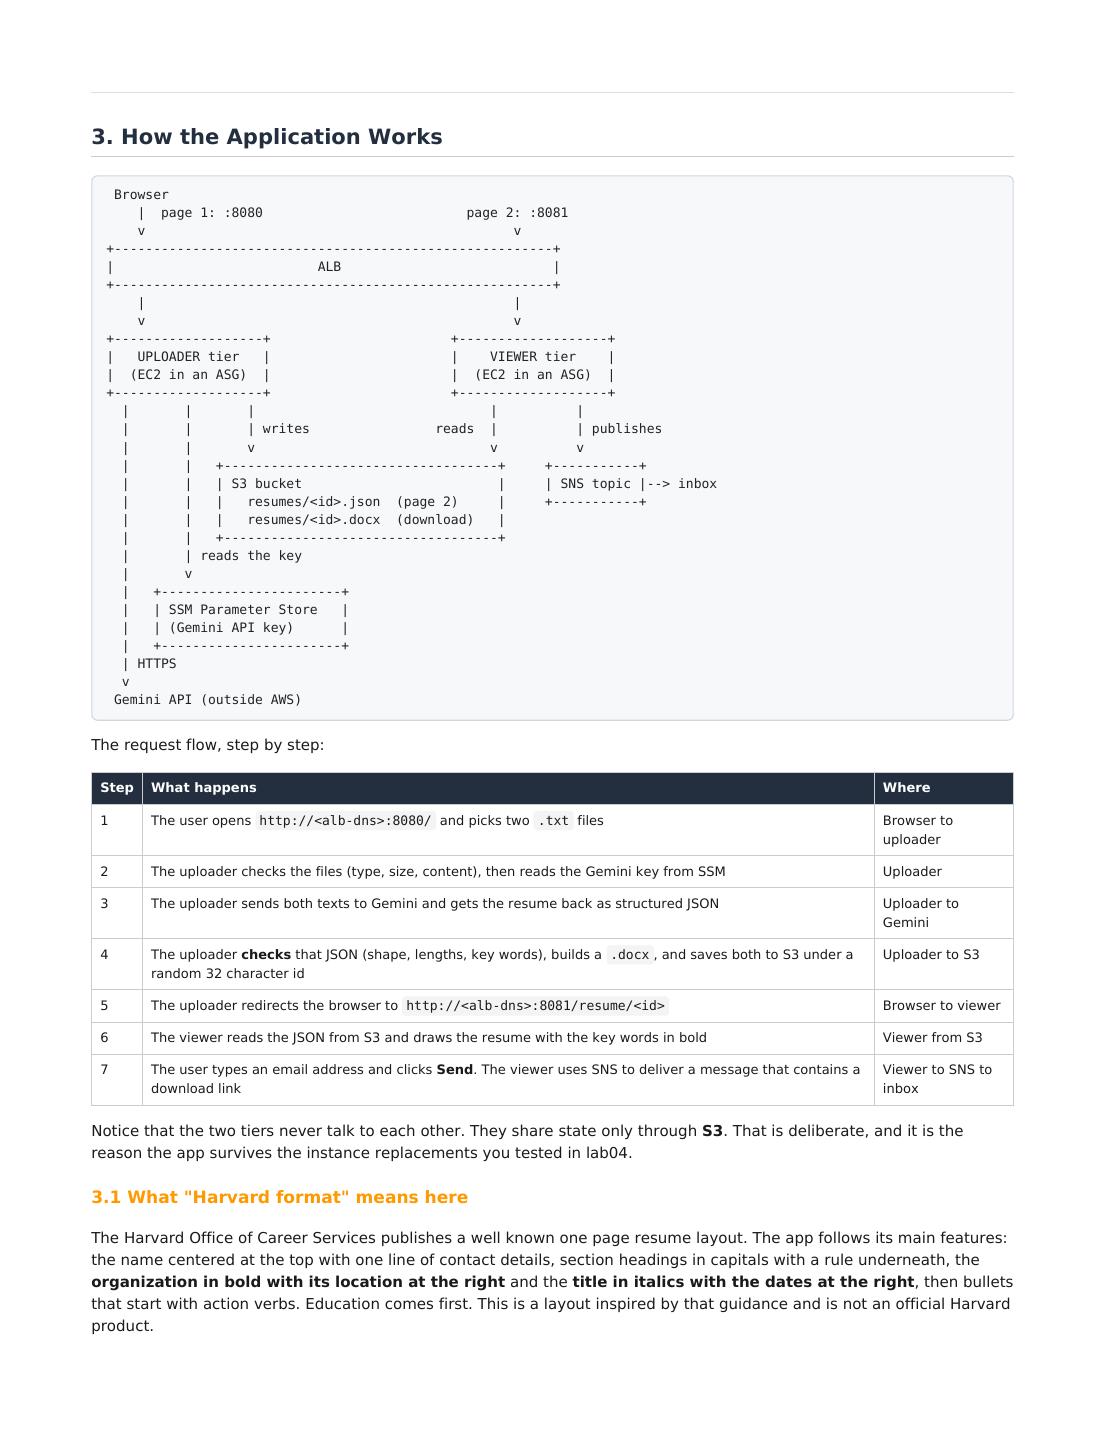 3. How the Application Works
 Browser
    |  page 1: :8080                          page 2: :8081
    v                                               v
+--------------------------------------------------------+
|                          ALB                           |
+--------------------------------------------------------+
    |                                               |
    v                                               v
+-------------------+                       +-------------------+
|   UPLOADER tier   |                       |    VIEWER tier    |
|  (EC2 in an ASG)  |                       |  (EC2 in an ASG)  |
+-------------------+                       +-------------------+
  |       |       |                              |          |
  |       |       | writes                reads  |          | publishes
  |       |       v                              v          v
  |       |   +-----------------------------------+     +-----------+
  |       |   | S3 bucket                         |     | SNS topic |--> inbox
  |       |   |   resumes/<id>.json  (page 2)     |     +-----------+
  |       |   |   resumes/<id>.docx  (download)   |
  |       |   +-----------------------------------+
  |       | reads the key
  |       v
  |   +-----------------------+
  |   | SSM Parameter Store   |
  |   | (Gemini API key)      |
  |   +-----------------------+
  | HTTPS
  v
 Gemini API (outside AWS)
The request flow, step by step:
Step What happens Where
1 The user opens http://<alb-dns>:8080/ and picks two .txt files Browser to
uploader
2 The uploader checks the files (type, size, content), then reads the Gemini key from SSM Uploader
3 The uploader sends both texts to Gemini and gets the resume back as structured JSON Uploader to
Gemini
4 The uploader checks that JSON (shape, lengths, key words), builds a .docx , and saves both to S3 under a Uploader to S3
random 32 character id
5 The uploader redirects the browser to http://<alb-dns>:8081/resume/<id> Browser to viewer
6 The viewer reads the JSON from S3 and draws the resume with the key words in bold Viewer from S3
7 The user types an email address and clicks Send. The viewer uses SNS to deliver a message that contains a Viewer to SNS to
download link inbox
Notice that the two tiers never talk to each other. They share state only through S3. That is deliberate, and it is the
reason the app survives the instance replacements you tested in lab04.
3.1 What "Harvard format" means here
The Harvard Office of Career Services publishes a well known one page resume layout. The app follows its main features:
the name centered at the top with one line of contact details, section headings in capitals with a rule underneath, the
organization in bold with its location at the right and the title in italics with the dates at the right, then bullets
that start with action verbs. Education comes first. This is a layout inspired by that guidance and is not an official Harvard
product.